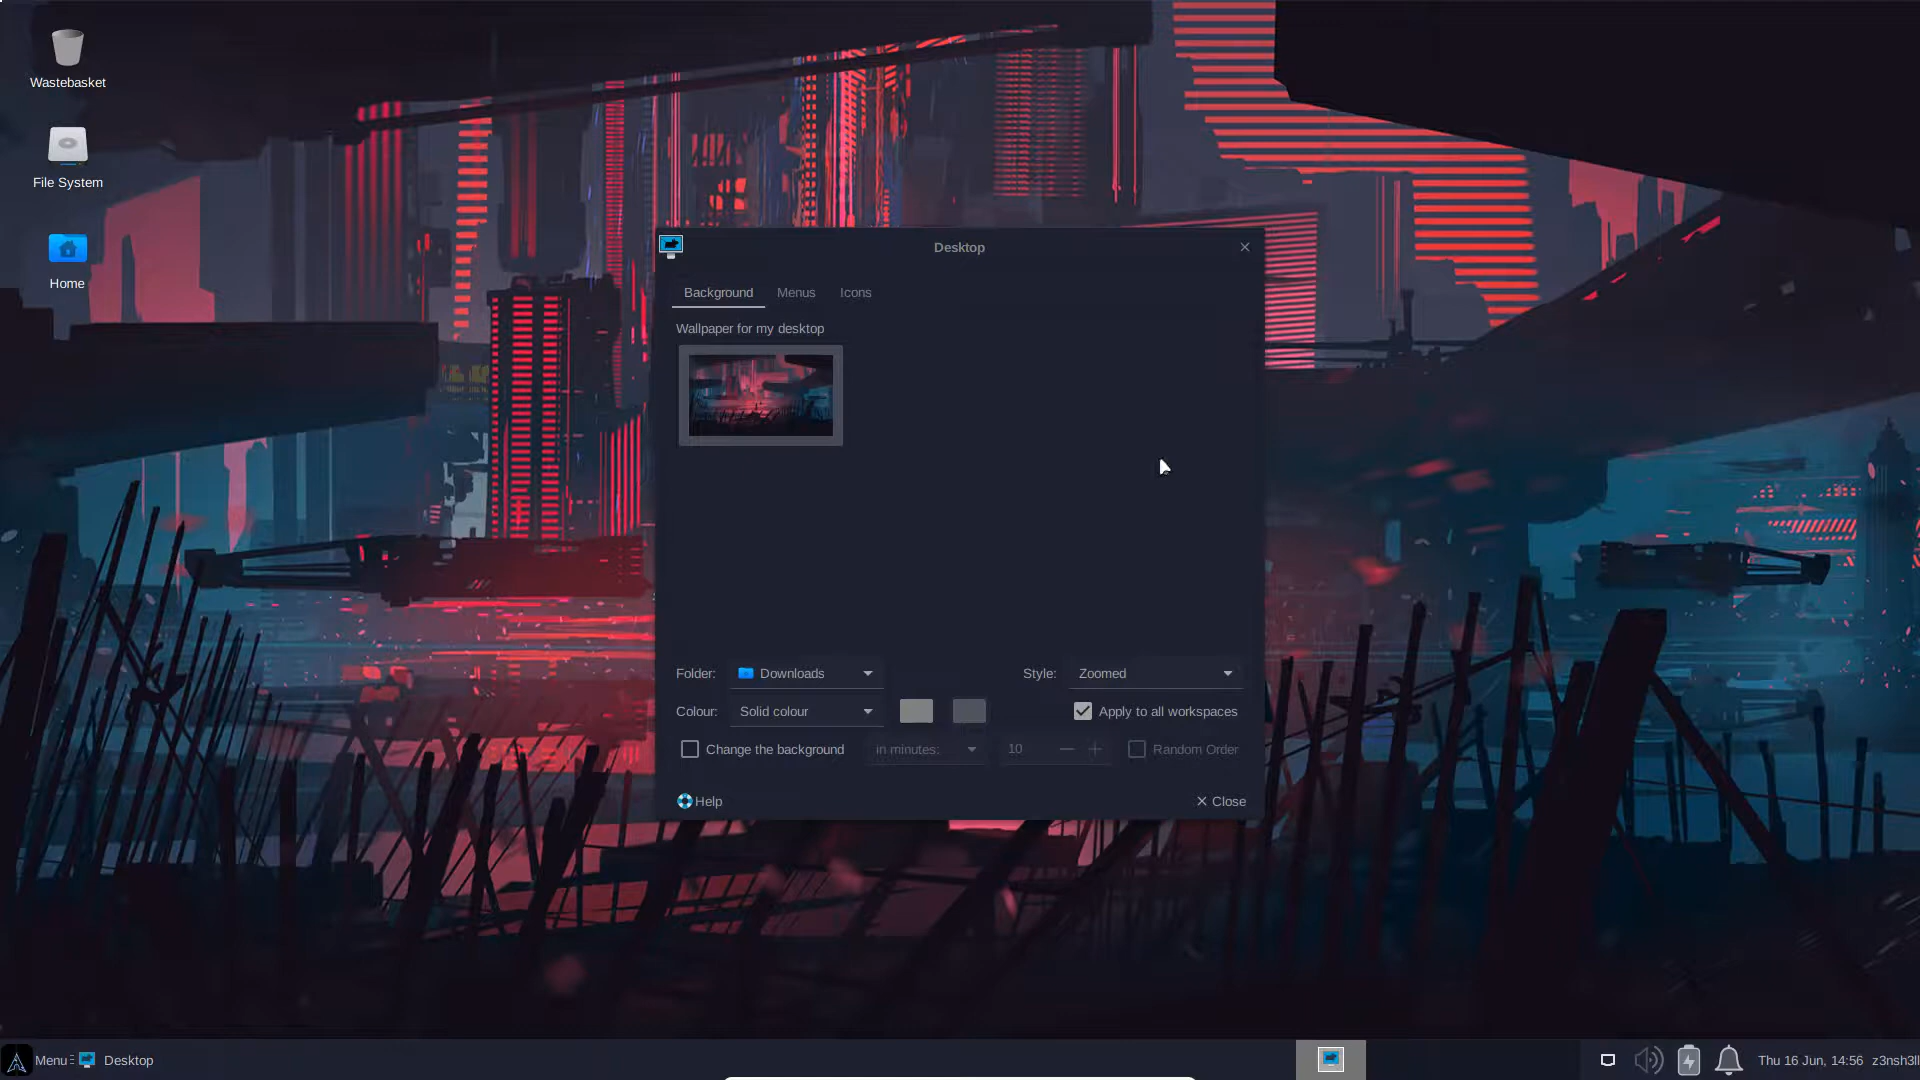 Wastebasket
File System
Home
Desktop
Background Menus Icons
Wallpaper for my desktop
Folder: Downloads Style: Zoomed
Colour: Solid colour Apply to all workspaces
Change the background in minutes: 10 Random Order
Help Close
Menu Desktop Thu 16 Jun, 14:56 z3nsh3ll